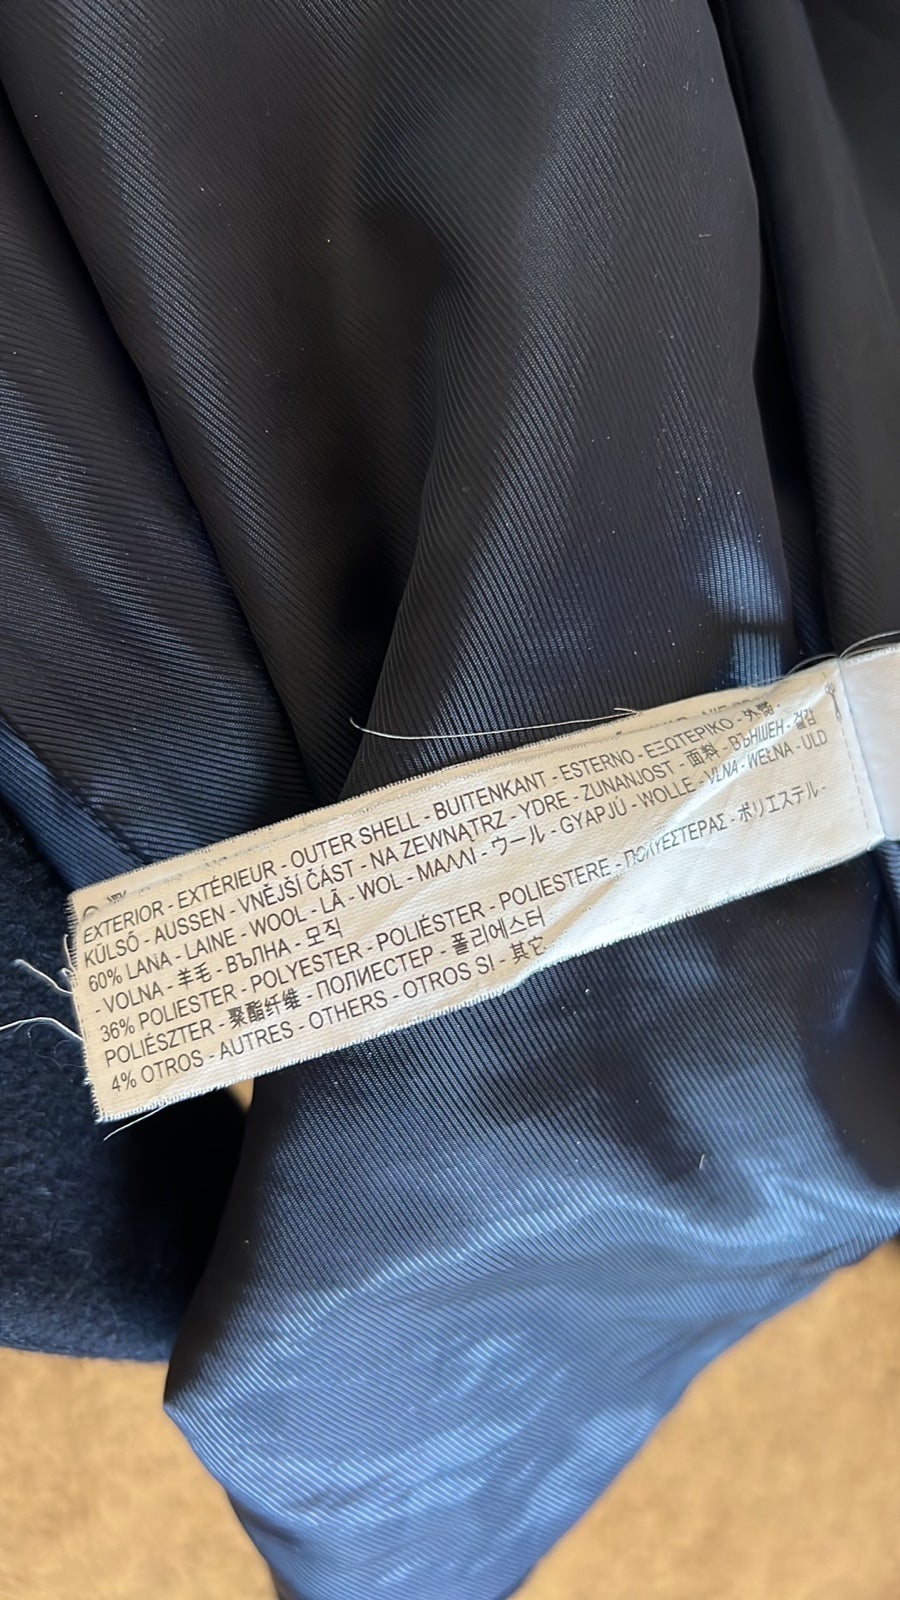 EXTERIOR - EXTÉRIEUR - OUTER SHELL - BUITENKANT - ESTERNO - ΕΞΩΤΕΡΙΚΟ - 外層 -
KÜLSŐ - AUSSEN - VNĚJŠÍ ČÁST - NA ZEWNĄTRZ - YDRE - ZUNANJOST - 面料 - ВЪНШЕН - 겉감
60% LANA - LAINE - WOOL - LÃ - WOL - ΜΑΛΛΙ - ウール - GYAPJÚ - WOLLE - VLNA - WEŁNA - ULD
- VOLNA - 羊毛 - ВЪЛНА - 모직
36% POLIESTER - POLYESTER - POLIÉSTER - POLIESTERE - ΠΟΛΥΕΣΤΕΡΑΣ - ポリエステル -
POLIÉSZTER - 聚酯纤维 - ПОЛИЕСТЕР - 폴리에스터
4% OTROS - AUTRES - OTHERS - OTROS SI - 其它